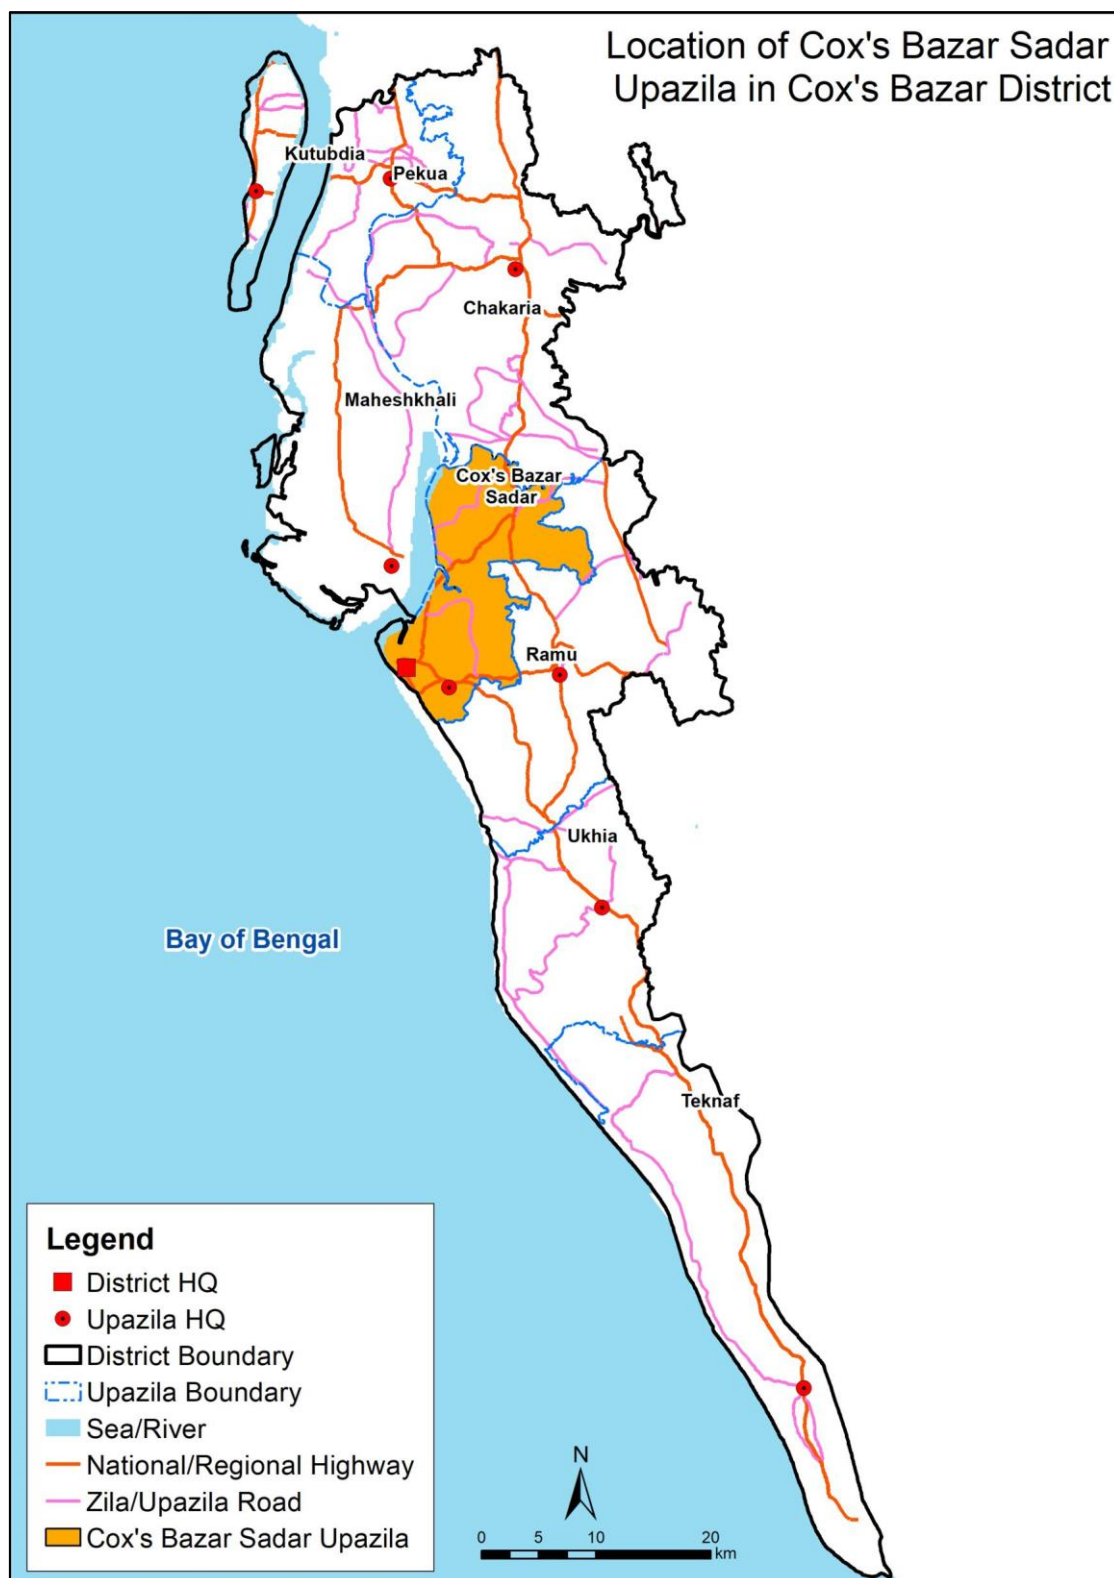 Location of Cox's Bazar Sadar
Upazila in Cox's Bazar District
Kutubdia
Pekua
Chakaria
Maheshkhali
Cox's Bazar
Sadar
Ramu
Ukhia
Bay of Bengal
Teknaf
Legend
District HQ
Upazila HQ
District Boundary
Upazila Boundary
Sea/River
National/Regional Highway
Zila/Upazila Road
Cox's Bazar Sadar Upazila
N
0 5 10 20
km